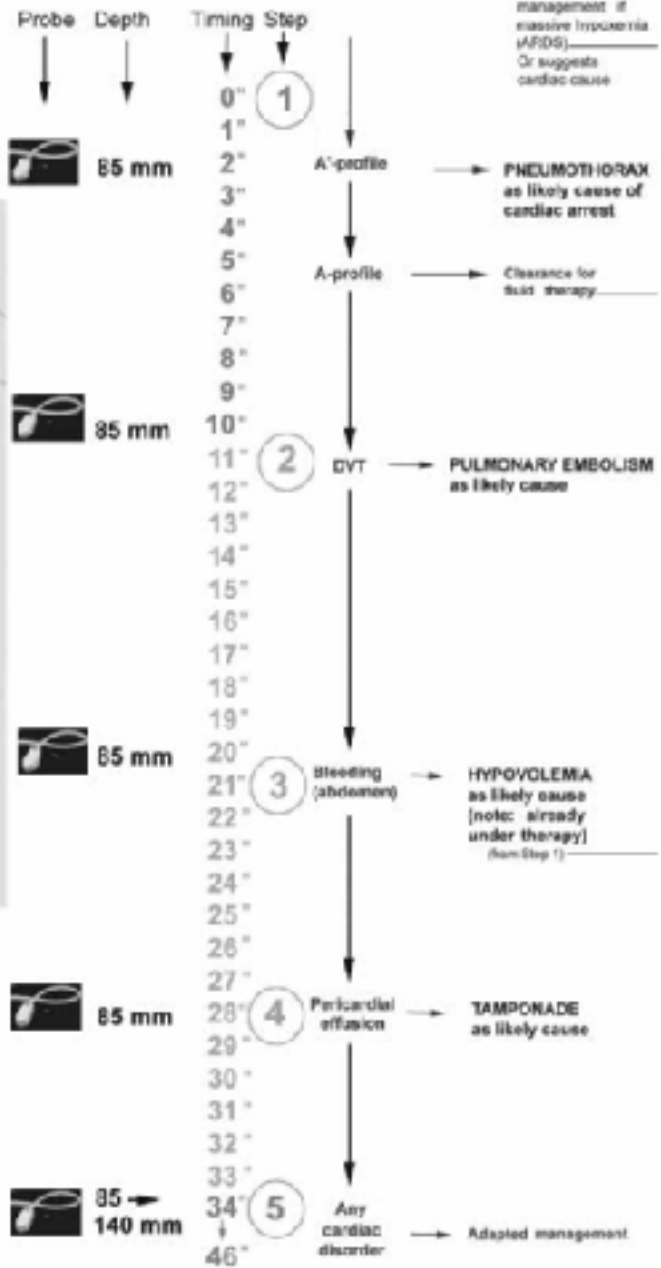 management if
massive hypoxemia
(ARDS)
Or suggests
cardiac cause
Probe Depth Timing Step
0" 1
1"
85 mm 2" A'-profile PNEUMOTHORAX
as likely cause of
cardiac arrest
3"
4"
5" A-profile Clearance for
fluid therapy
6"
7"
8"
9"
85 mm 10"
11" 2 DVT PULMONARY EMBOLISM
as likely cause
12"
13"
14"
15"
16"
17"
18"
19"
85 mm 20"
21" 3 Bleeding
(abdomen)
HYPOVOLEMIA
as likely cause
(note: already
under therapy)
(from Step 1)
22"
23"
24"
25"
26"
27"
85 mm 28" 4 Pericardial
effusion
TAMPONADE
as likely cause
29"
30"
31"
32"
33"
85
140 mm
34" 5 Any
cardiac
disorder
Adapted management
46"